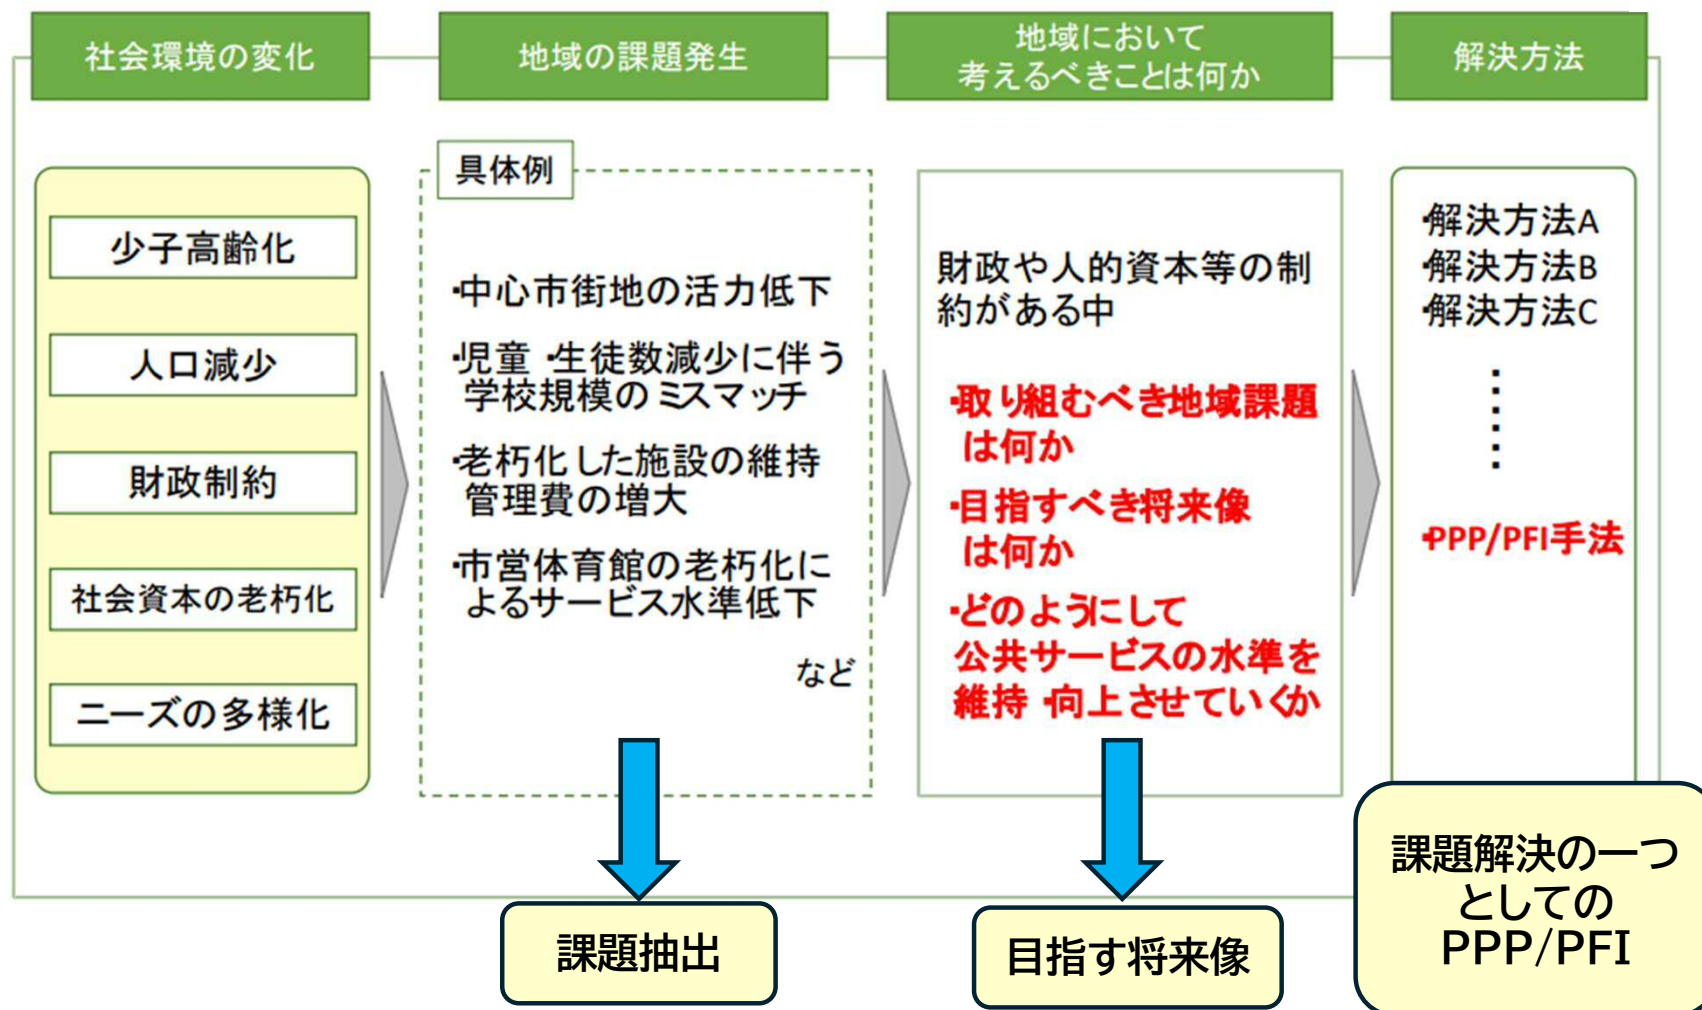 社会環境の変化
地域の課題発生
地域において
考えるべきことは何か
解決方法
少子高齢化
人口減少
財政制約
社会資本の老朽化
ニーズの多様化
具体例
・中心市街地の活力低下
・児童・生徒数減少に伴う
学校規模のミスマッチ
・老朽化した施設の維持
管理費の増大
・市営体育館の老朽化に
よるサービス水準低下
など
財政や人的資本等の制
約がある中
・取り組むべき地域課題
は何か
・目指すべき将来像
は何か
・どのようにして
公共サービスの水準を
維持・向上させていくか
・解決方法A
・解決方法B
・解決方法C
・PPP/PFI手法
課題抽出
目指す将来像
課題解決の一つ
としての
PPP/PFI